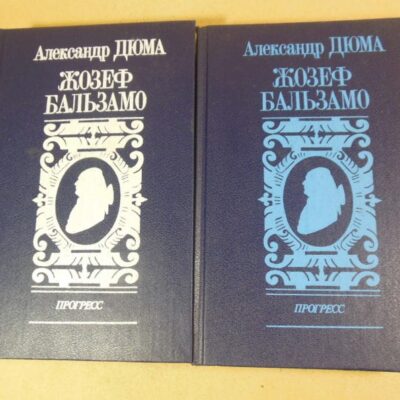 Александр ДЮМА
ЖОЗЕФ
БАЛЬЗАМО
ПРОГРЕСС
Александр ДЮМА
ЖОЗЕФ
БАЛЬЗАМО
ПРОГРЕСС